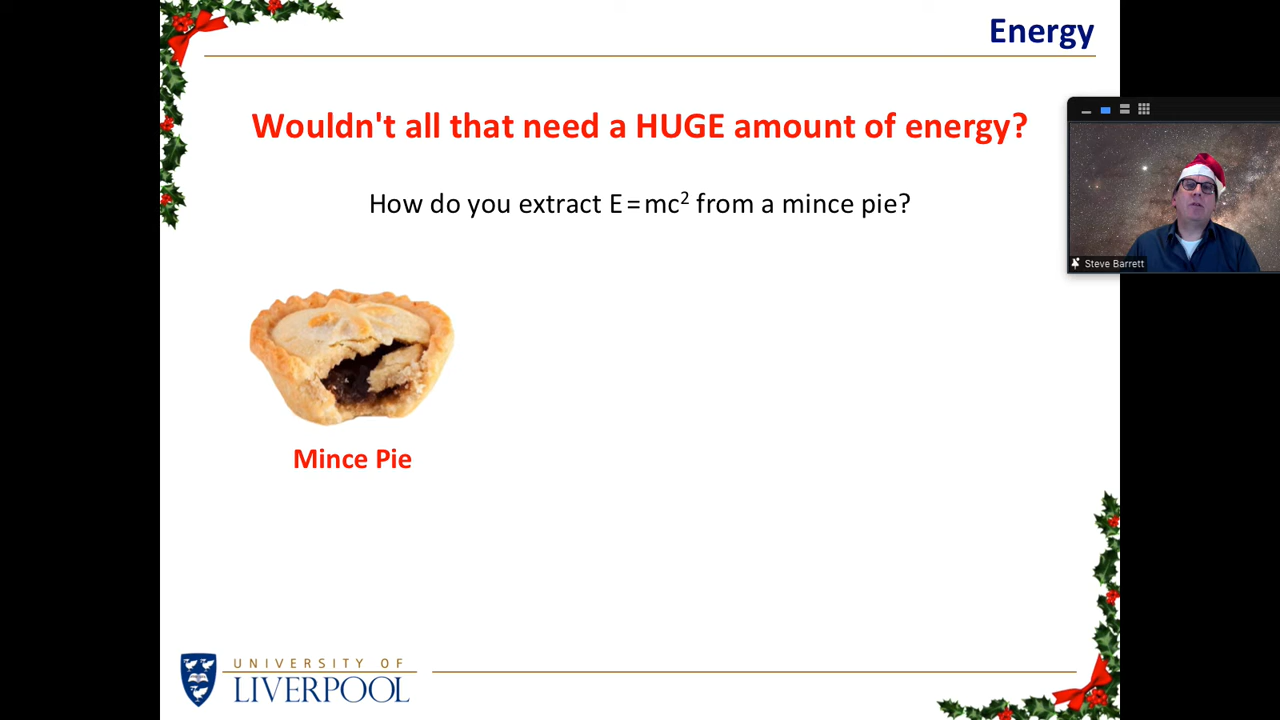 Energy
Wouldn't all that need a HUGE amount of energy?
How do you extract E=mc² from a mince pie?
Steve Barrett
Mince Pie
UNIVERSITY OF
LIVERPOOL